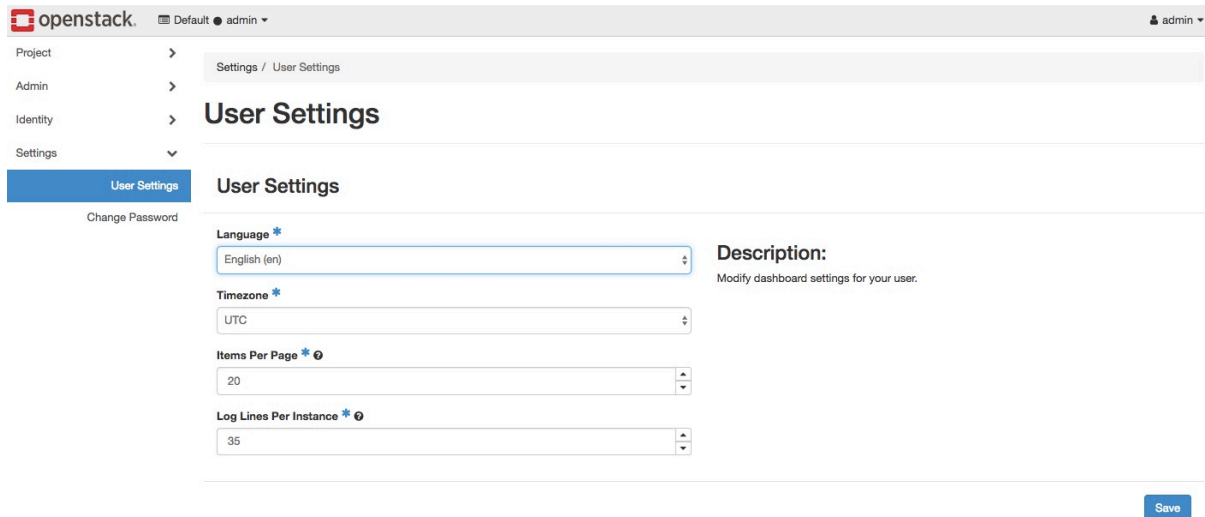 openstack. Default ● admin
admin
Project
Admin
Identity
Settings
User Settings
Change Password
Settings / User Settings
User Settings
User Settings
Language *
English (en)
Timezone *
UTC
Items Per Page *
20
Log Lines Per Instance *
35
Description:
Modify dashboard settings for your user.
Save